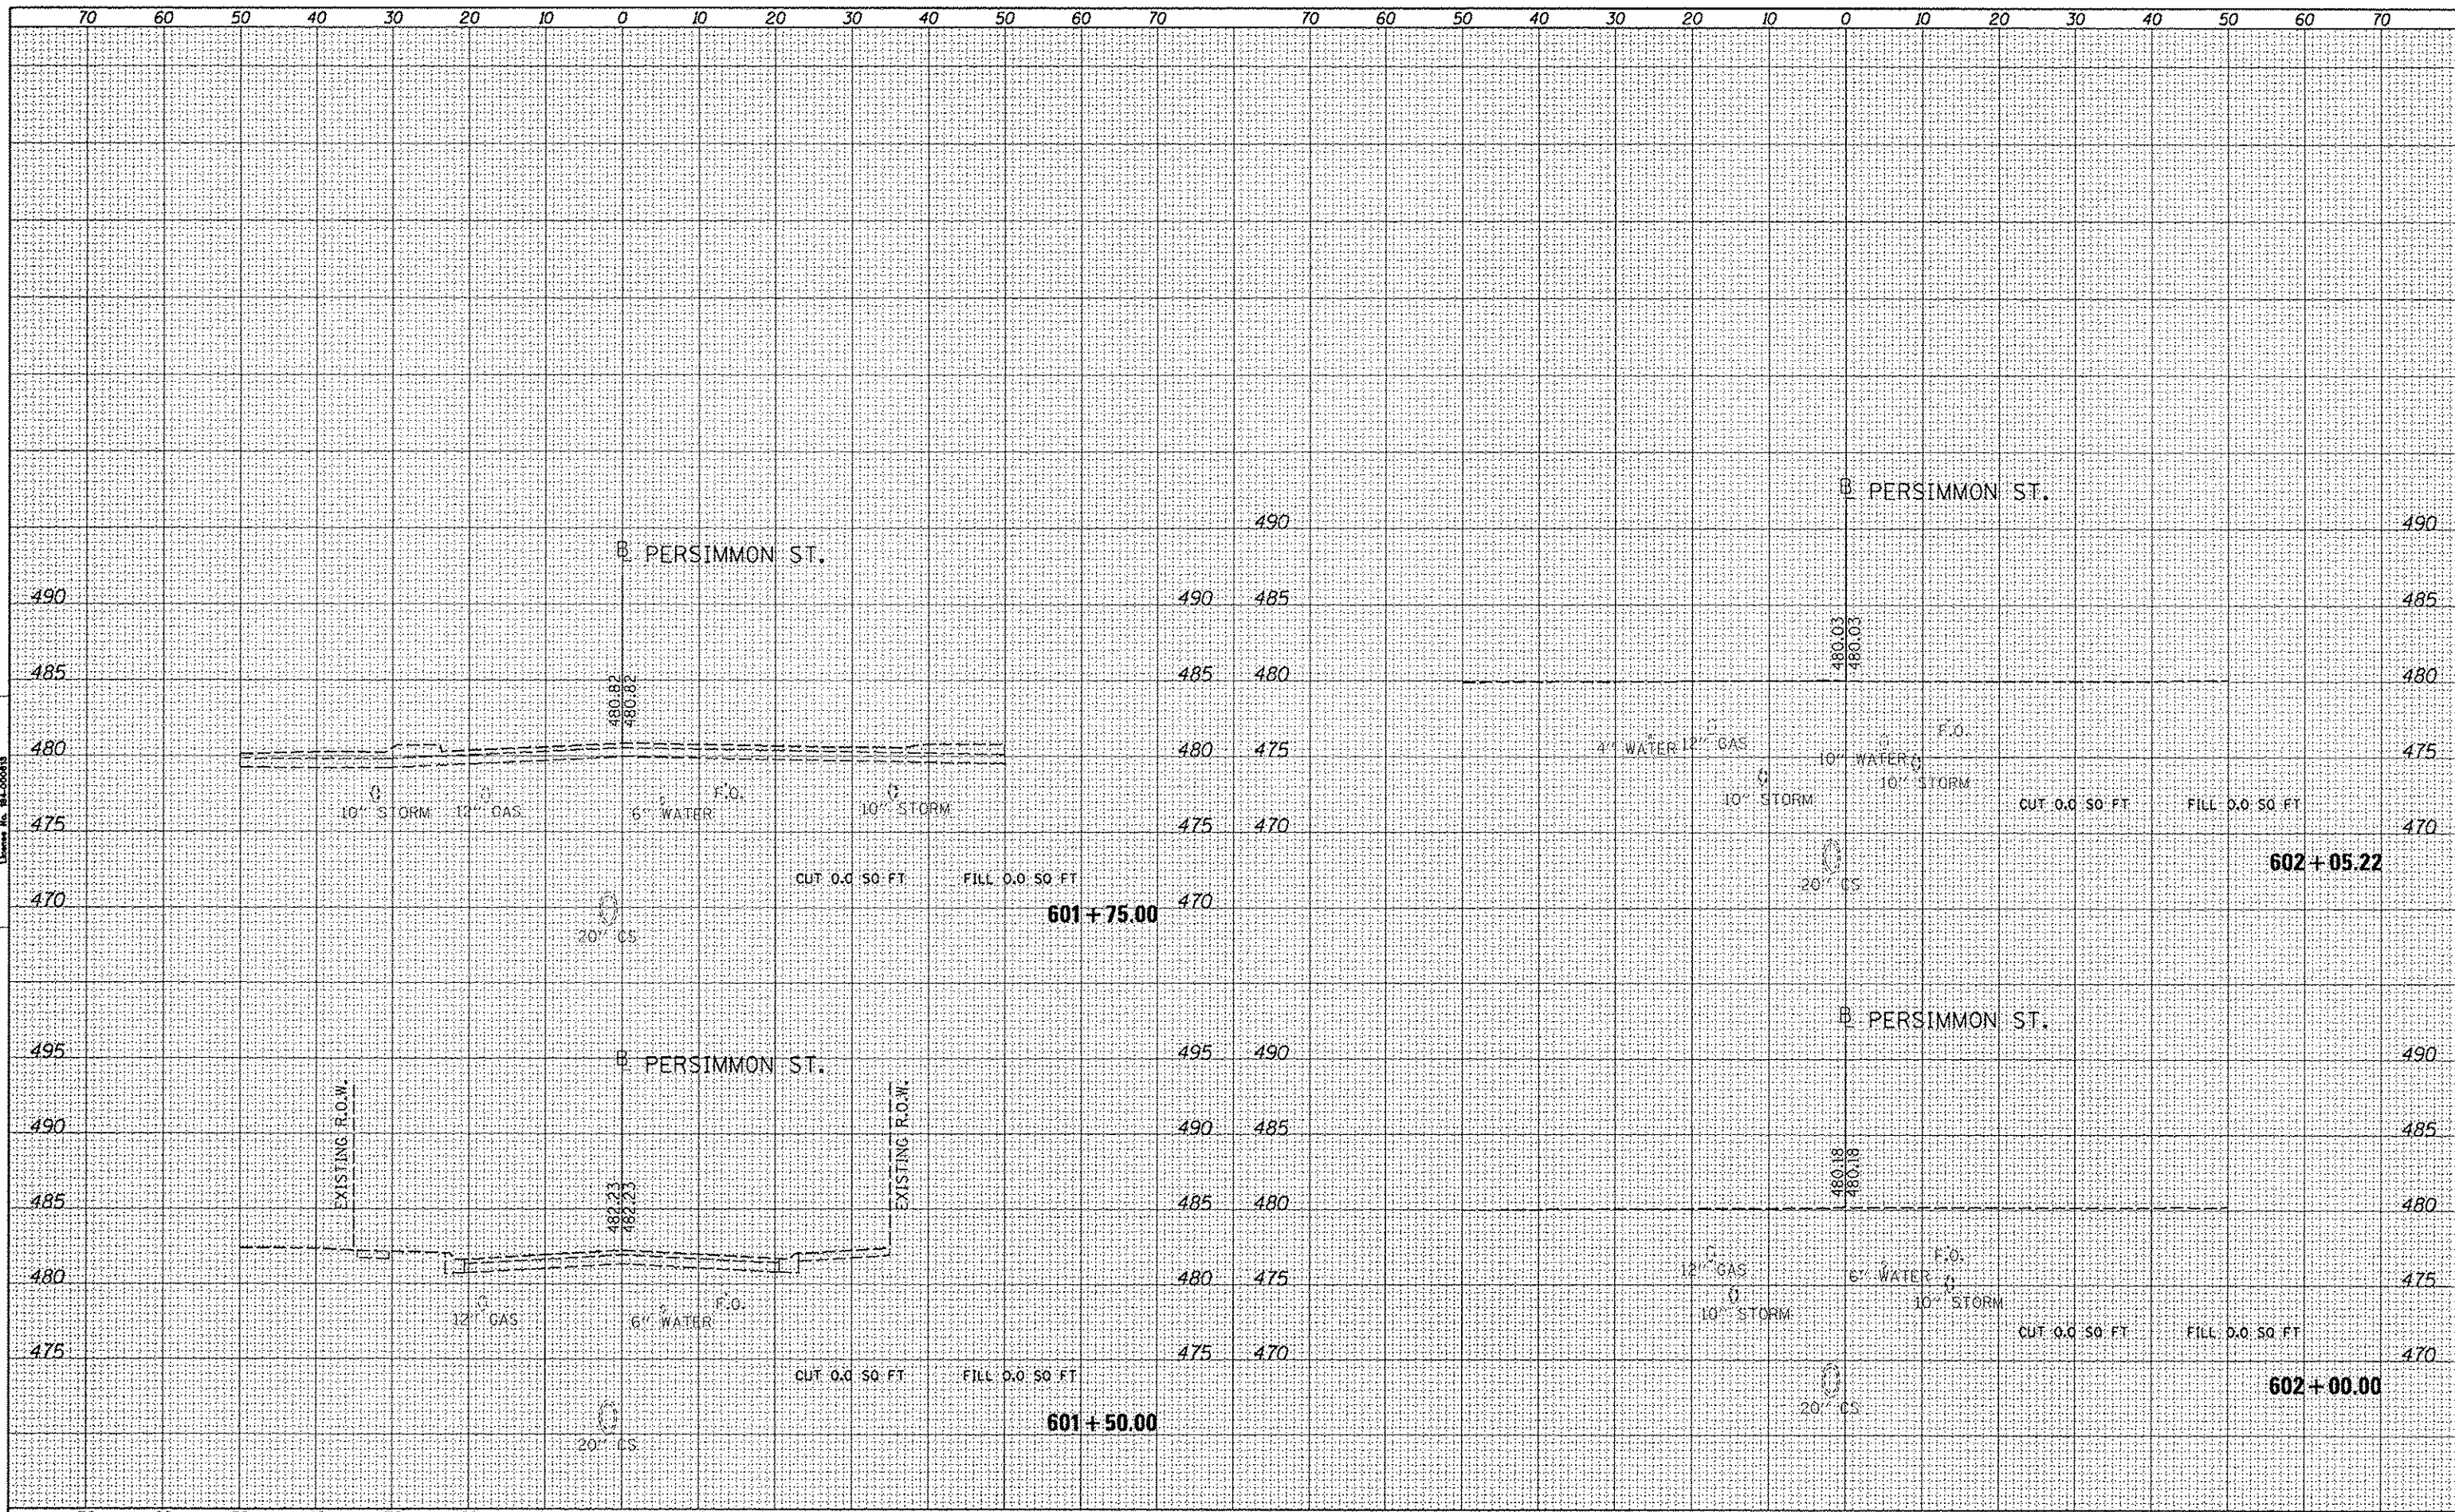 70 60 50 40 30 20 10 0 10 20 30 40 50 60 70 70 60 50 40 30 20 10 0 10 20 30 40 50 60 70
License No. 184-000613
B PERSIMMON ST.
490 490
485 485
480.82 480.82
480 480
10" STORM 12" GAS 6" WATER F.O. 10" STORM
475 475
CUT 0.0 SQ FT FILL 0.0 SQ FT
470 470
601+75.00
20" CS
B PERSIMMON ST.
495 495
EXISTING R.O.W. EXISTING R.O.W.
490 490
485 485
482.23 482.23
480 480
12" GAS 6" WATER F.O.
475 475
CUT 0.0 SQ FT FILL 0.0 SQ FT
601+50.00
20" CS
B PERSIMMON ST.
490 490
485 485
480.03 480.03
480 480
4" WATER 12" GAS F.O.
475 10" WATER 475
10" STORM 10" STORM
CUT 0.0 SQ FT FILL 0.0 SQ FT
470 470
602+05.22
20" CS
B PERSIMMON ST.
490 490
485 485
480.18 480.18
480 480
12" GAS 6" WATER F.O.
475 475
10" STORM 10" STORM
CUT 0.0 SQ FT FILL 0.0 SQ FT
470 470
602+00.00
20" CS